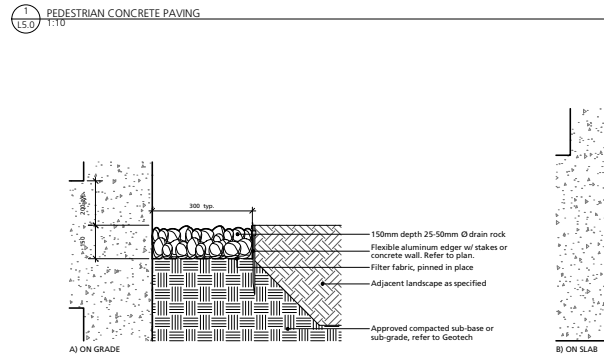 1
PEDESTRIAN CONCRETE PAVING
L5.0
1:10
300 typ.
150
150mm depth 25-50mm Ø drain rock
Flexible aluminum edger w/ stakes or
concrete wall. Refer to plan.
Filter fabric, pinned in place
Adjacent landscape as specified
Approved compacted sub-base or
sub-grade, refer to Geotech
A) ON GRADE
B) ON SLAB